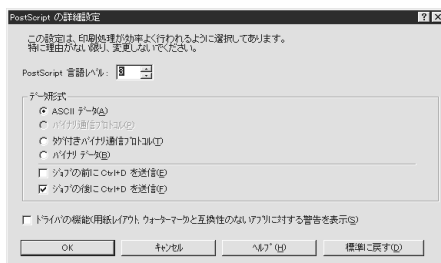 PostScript の詳細設定
この設定は、印刷処理が効率よく行われるように選択してあります。
特に理由がない限り、変更しないでください。
PostScript 言語レベル: 3
データ形式
ASCII データ(A)
バイナリ通信プロトコル(P)
タグ付きバイナリ通信プロトコル(T)
バイナリ データ(B)
ジョブの前に Ctrl+D を送信(E)
ジョブの後に Ctrl+D を送信(F)
ドライバの機能(用紙レイアウト、ウォーターマーク)と互換性のないアプリに対する警告を表示(S)
OK キャンセル ヘルプ(H) 標準に戻す(D)